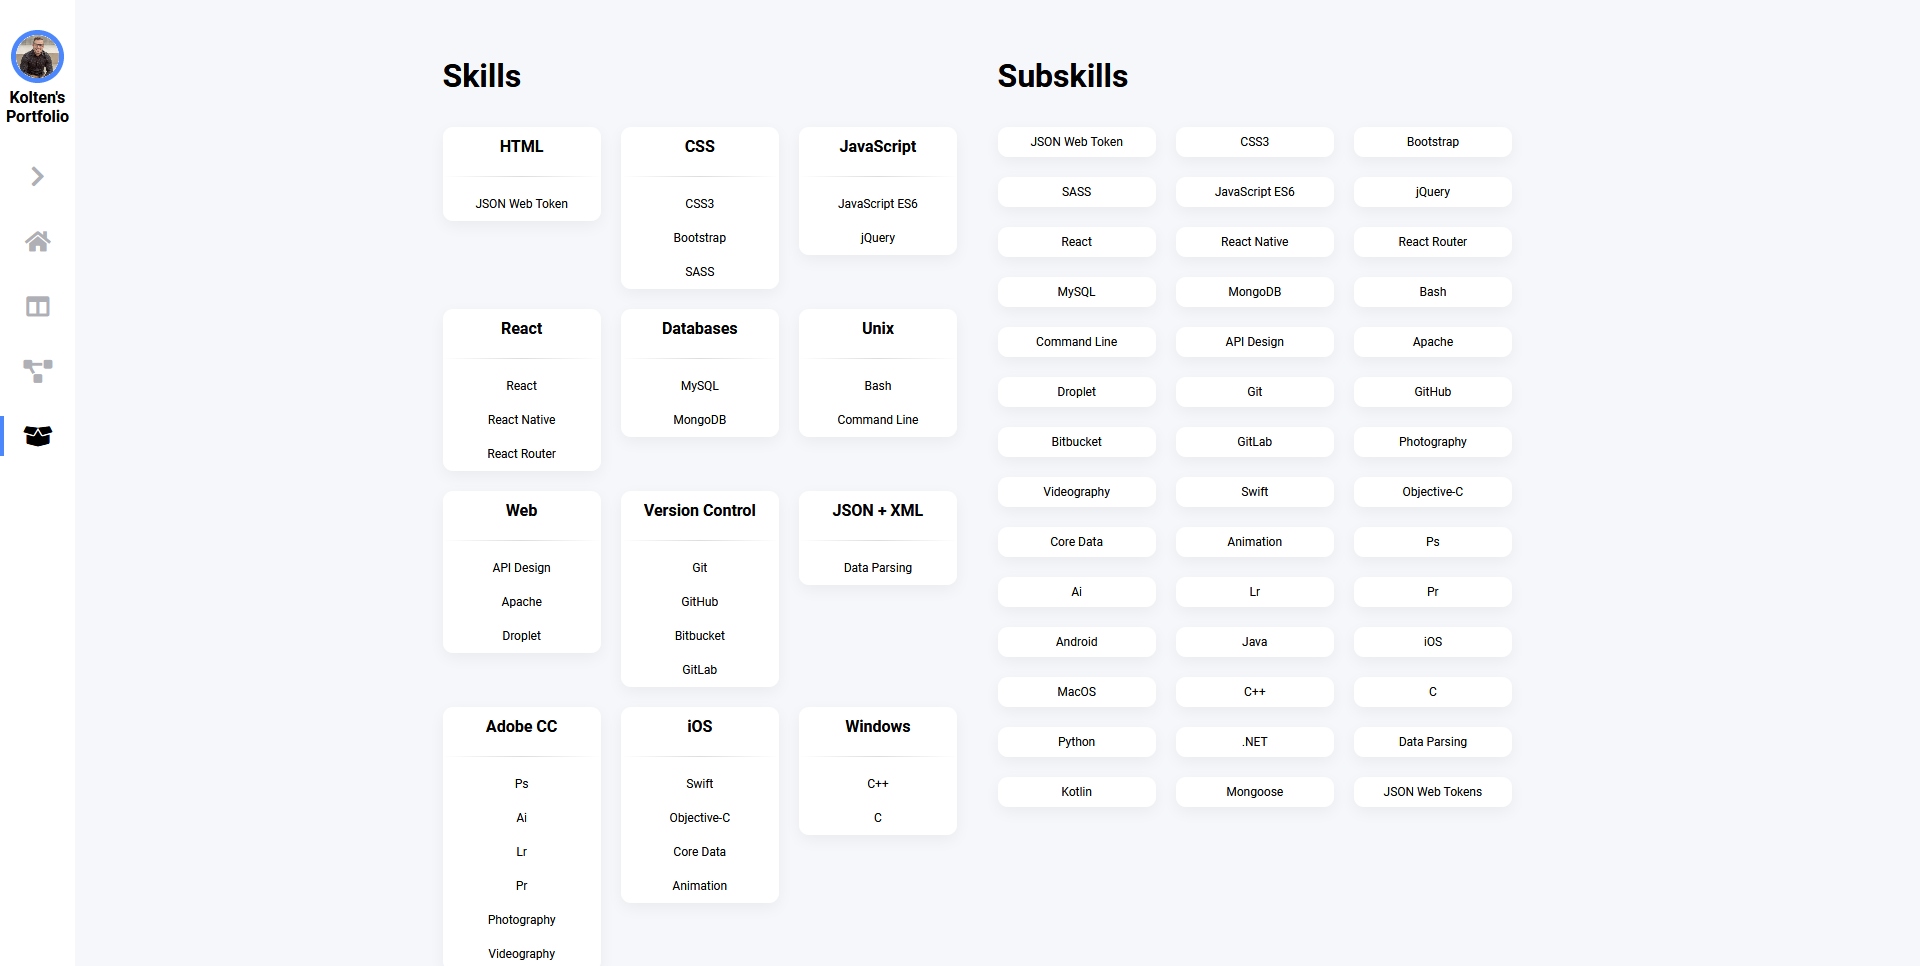 Kolten's
Portfolio
Skills
HTML
JSON Web Token
CSS
CSS3
Bootstrap
SASS
JavaScript
JavaScript ES6
jQuery
React
React
React Native
React Router
Databases
MySQL
MongoDB
Unix
Bash
Command Line
Web
API Design
Apache
Droplet
Version Control
Git
GitHub
Bitbucket
GitLab
JSON + XML
Data Parsing
Adobe CC
Ps
Ai
Lr
Pr
Photography
Videography
iOS
Swift
Objective-C
Core Data
Animation
Windows
C++
C
Subskills
JSON Web Token
CSS3
Bootstrap
SASS
JavaScript ES6
jQuery
React
React Native
React Router
MySQL
MongoDB
Bash
Command Line
API Design
Apache
Droplet
Git
GitHub
Bitbucket
GitLab
Photography
Videography
Swift
Objective-C
Core Data
Animation
Ps
Ai
Lr
Pr
Android
Java
iOS
MacOS
C++
C
Python
.NET
Data Parsing
Kotlin
Mongoose
JSON Web Tokens